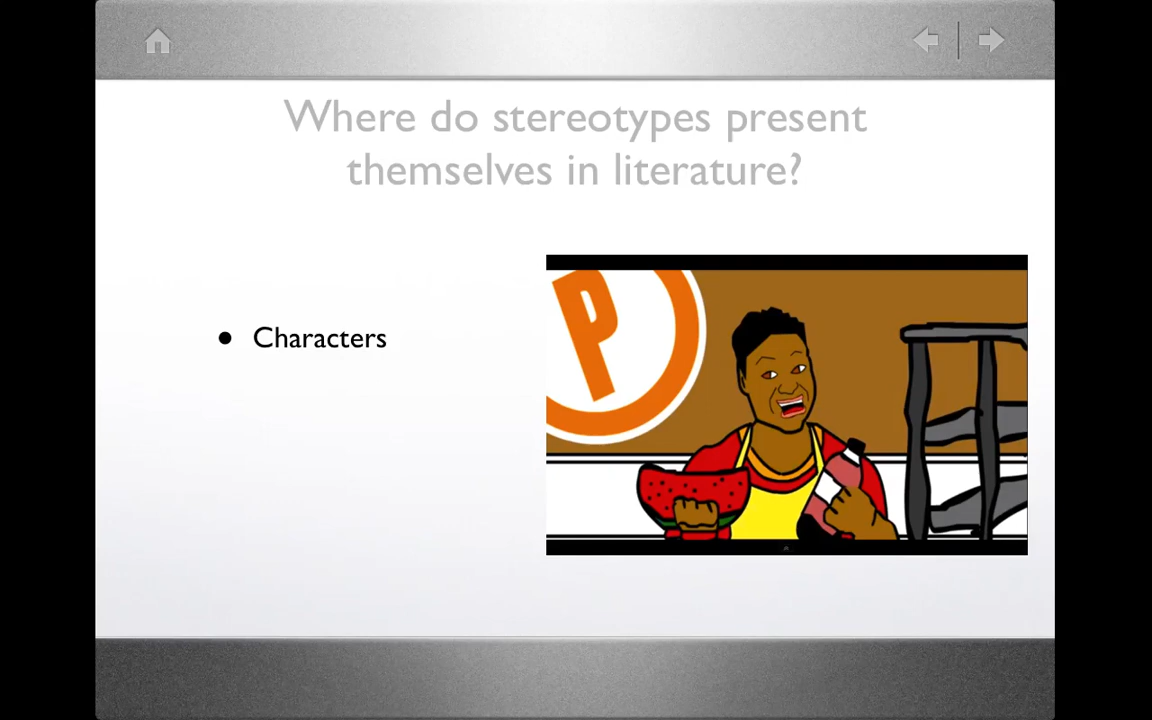 Where do stereotypes present
themselves in literature?
• Characters
P